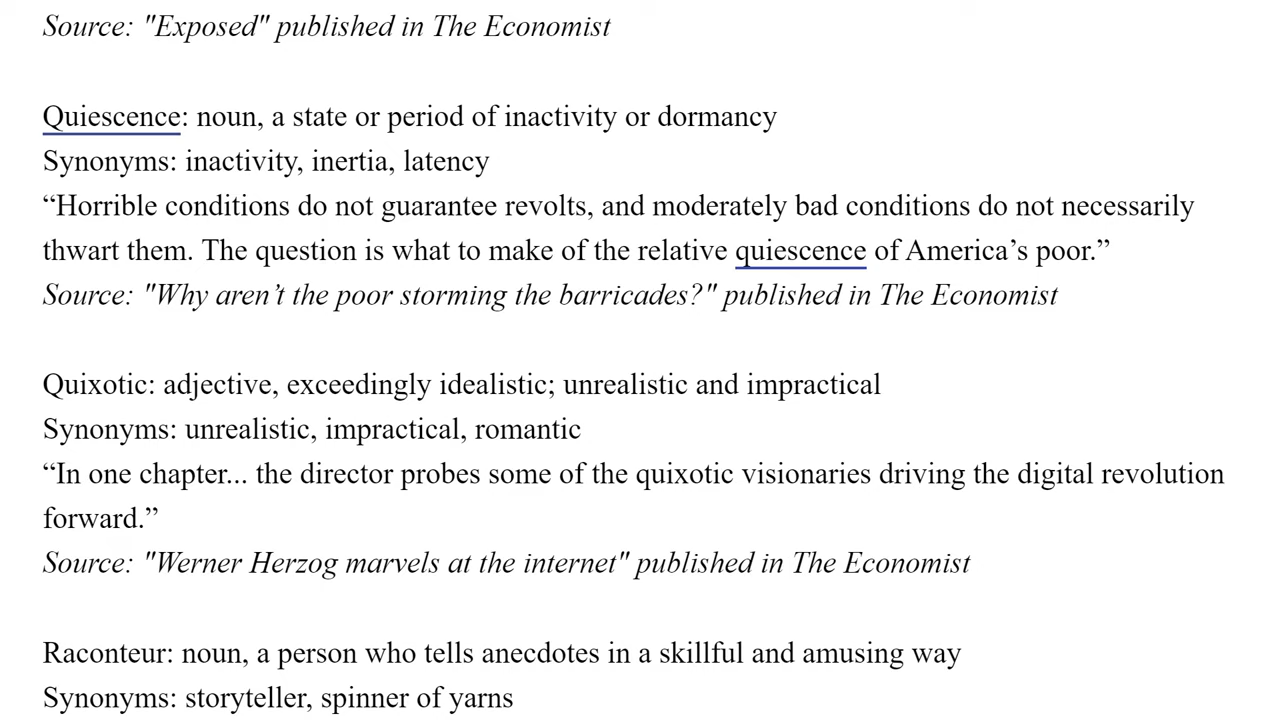 Source: "Exposed" published in The Economist
Quiescence: noun, a state or period of inactivity or dormancy
Synonyms: inactivity, inertia, latency
“Horrible conditions do not guarantee revolts, and moderately bad conditions do not necessarily
thwart them. The question is what to make of the relative quiescence of America’s poor.”
Source: "Why aren’t the poor storming the barricades?" published in The Economist
Quixotic: adjective, exceedingly idealistic; unrealistic and impractical
Synonyms: unrealistic, impractical, romantic
“In one chapter... the director probes some of the quixotic visionaries driving the digital revolution
forward.”
Source: "Werner Herzog marvels at the internet" published in The Economist
Raconteur: noun, a person who tells anecdotes in a skillful and amusing way
Synonyms: storyteller, spinner of yarns